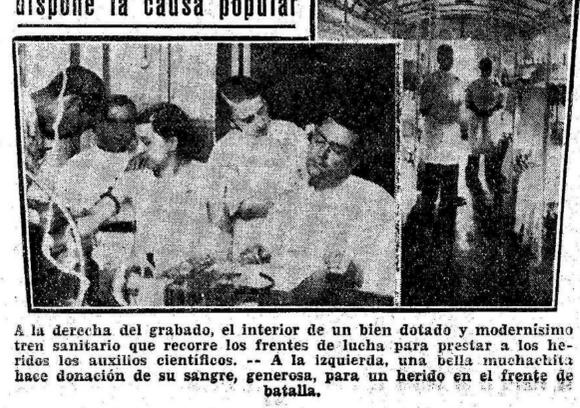 dispone la causa popular
A la derecha del grabado, el interior de un bien dotado y modernísimo
tren sanitario que recorre los frentes de lucha para prestar a los he-
ridos los auxilios científicos. -- A la izquierda, una bella muchachita
hace donación de su sangre, generosa, para un herido en el frente de
batalla.